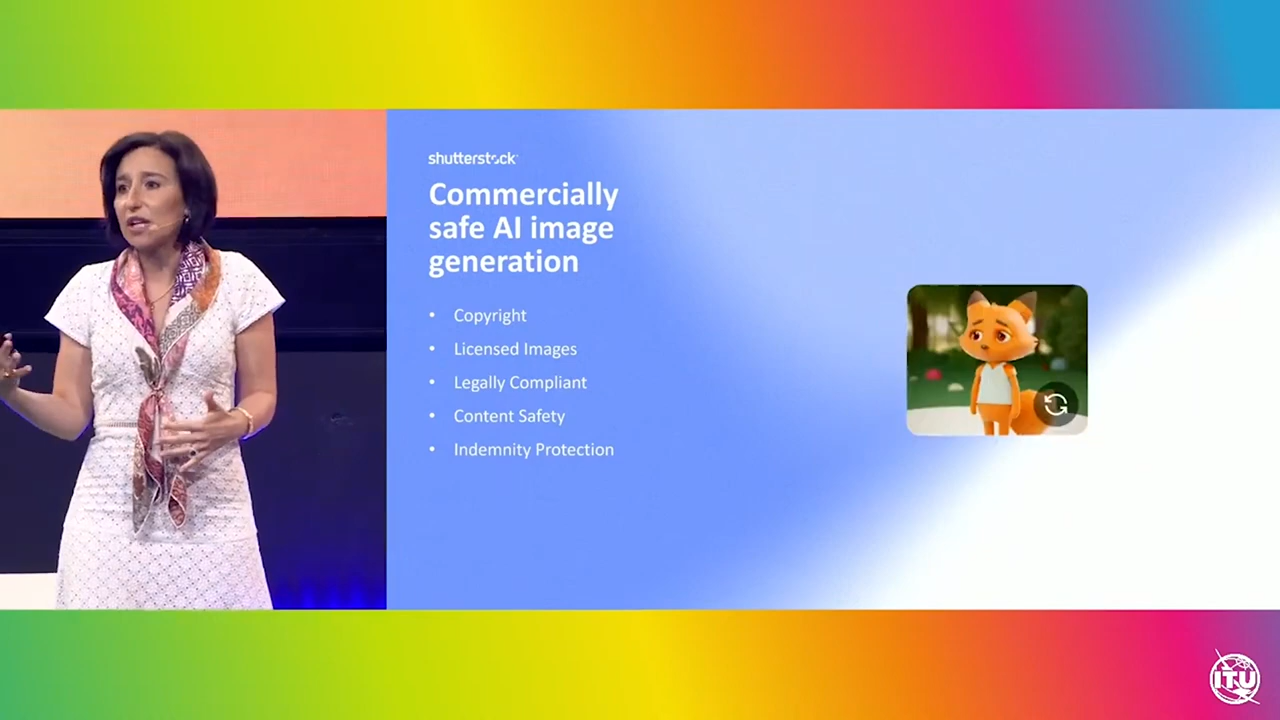 shutterstock
Commercially
safe AI image
generation
• Copyright
• Licensed Images
• Legally Compliant
• Content Safety
• Indemnity Protection
ITU